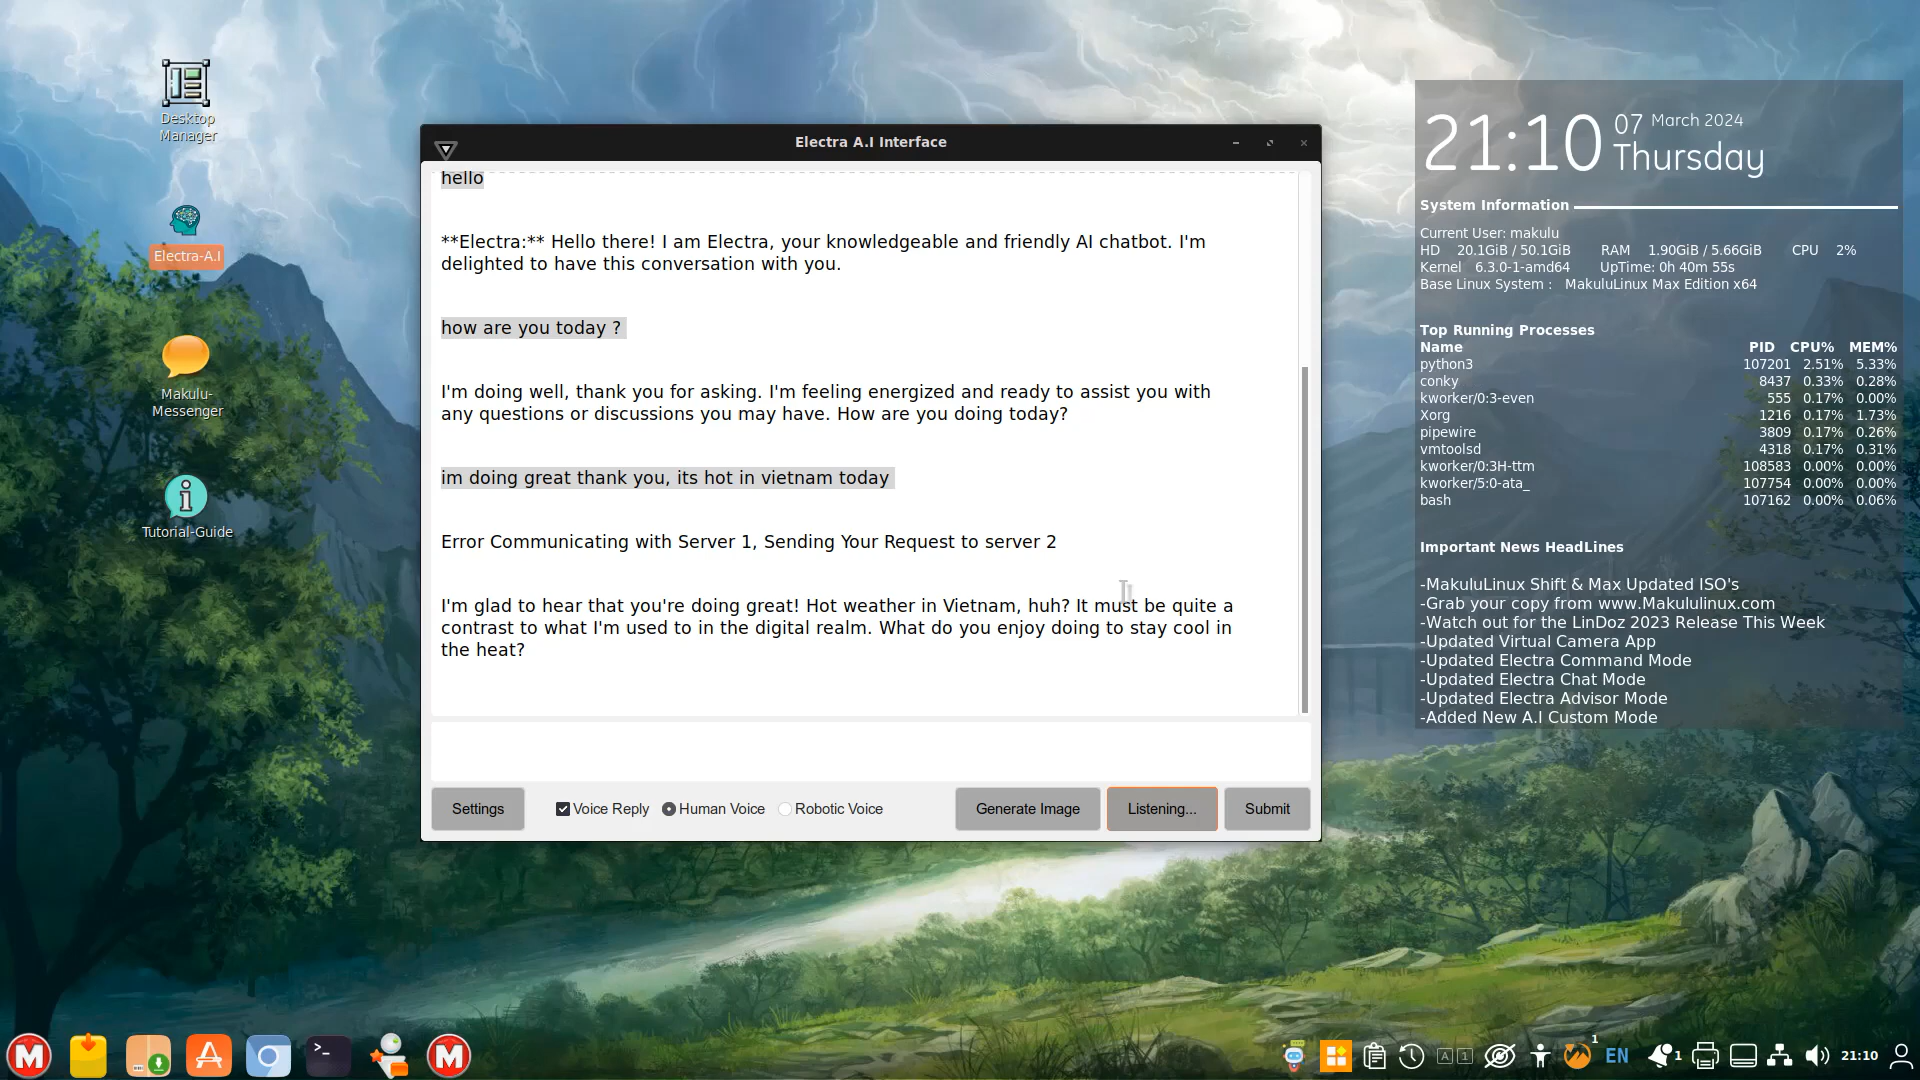 Desktop
Manager
Electra-A.I
Makulu-
Messenger
Tutorial-Guide
Electra A.I Interface
hello
**Electra:** Hello there! I am Electra, your knowledgeable and friendly AI chatbot. I'm
delighted to have this conversation with you.
how are you today ?
I'm doing well, thank you for asking. I'm feeling energized and ready to assist you with
any questions or discussions you may have. How are you doing today?
im doing great thank you, its hot in vietnam today
Error Communicating with Server 1, Sending Your Request to server 2
I'm glad to hear that you're doing great! Hot weather in Vietnam, huh? It must be quite a
contrast to what I'm used to in the digital realm. What do you enjoy doing to stay cool in
the heat?
Settings Voice Reply Human Voice Robotic Voice Generate Image Listening... Submit
21:10 07 March 2024
Thursday
System Information
Current User: makulu
HD 20.1GiB / 50.1GiB RAM 1.90GiB / 5.66GiB CPU 2%
Kernel 6.3.0-1-amd64 UpTime: 0h 40m 55s
Base Linux System : MakuluLinux Max Edition x64
Top Running Processes
Name PID CPU% MEM%
python3 107201 2.51% 5.33%
conky 8437 0.33% 0.28%
kworker/0:3-even 555 0.17% 0.00%
Xorg 1216 0.17% 1.73%
pipewire 3809 0.17% 0.26%
vmtoolsd 4318 0.17% 0.31%
kworker/0:3H-ttm 108583 0.00% 0.00%
kworker/5:0-ata_ 107754 0.00% 0.00%
bash 107162 0.00% 0.06%
Important News HeadLines
-MakuluLinux Shift & Max Updated ISO's
-Grab your copy from www.Makululinux.com
-Watch out for the LinDoz 2023 Release This Week
-Updated Virtual Camera App
-Updated Electra Command Mode
-Updated Electra Chat Mode
-Updated Electra Advisor Mode
-Added New A.I Custom Mode
M >_ M A 1 1 EN 1 21:10